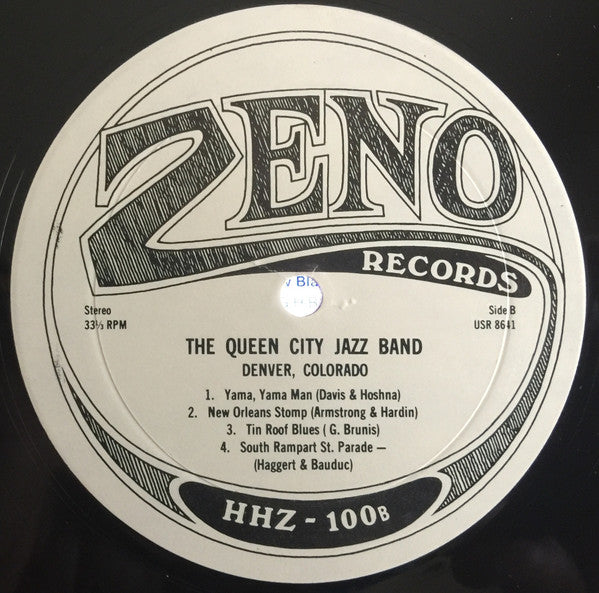 ZENO
RECORDS
Stereo
33⅓ RPM
Side B
USR 8641
THE QUEEN CITY JAZZ BAND
DENVER, COLORADO
1. Yama, Yama Man (Davis & Hoshna)
2. New Orleans Stomp (Armstrong & Hardin)
3. Tin Roof Blues ( G. Brunis)
4. South Rampart St. Parade —
(Haggert & Bauduc)
HHZ - 100B